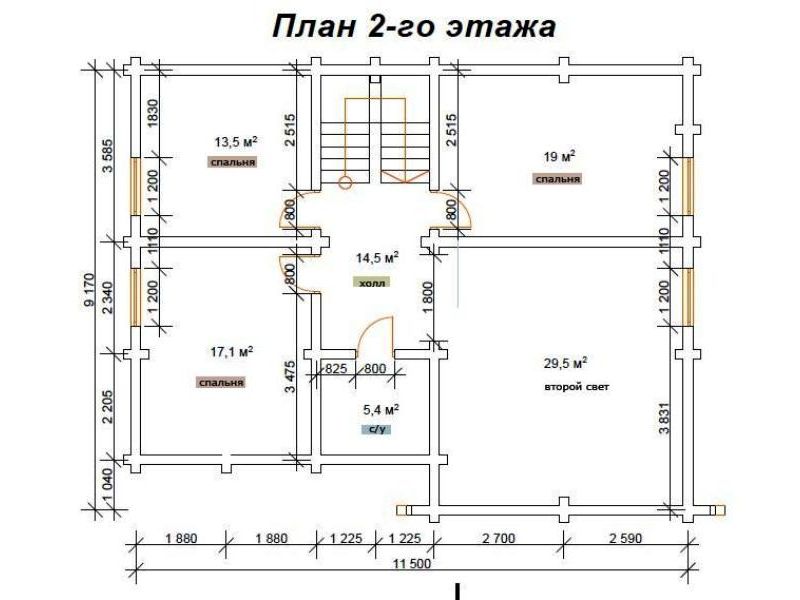 План 2-го этажа
1830
2 515
2 515
13,5 м²
спальня
19 м²
спальня
3 585
1 200
1 200
800
800
1110
1110
14,5 м²
холл
800
9 170
2 340
1 200
1 800
1 200
17,1 м²
спальня
29,5 м²
второй свет
825
800
3 475
5,4 м²
с/у
2 205
3 831
1 040
1 880
1 880
1 225
1 225
2 700
2 590
11 500